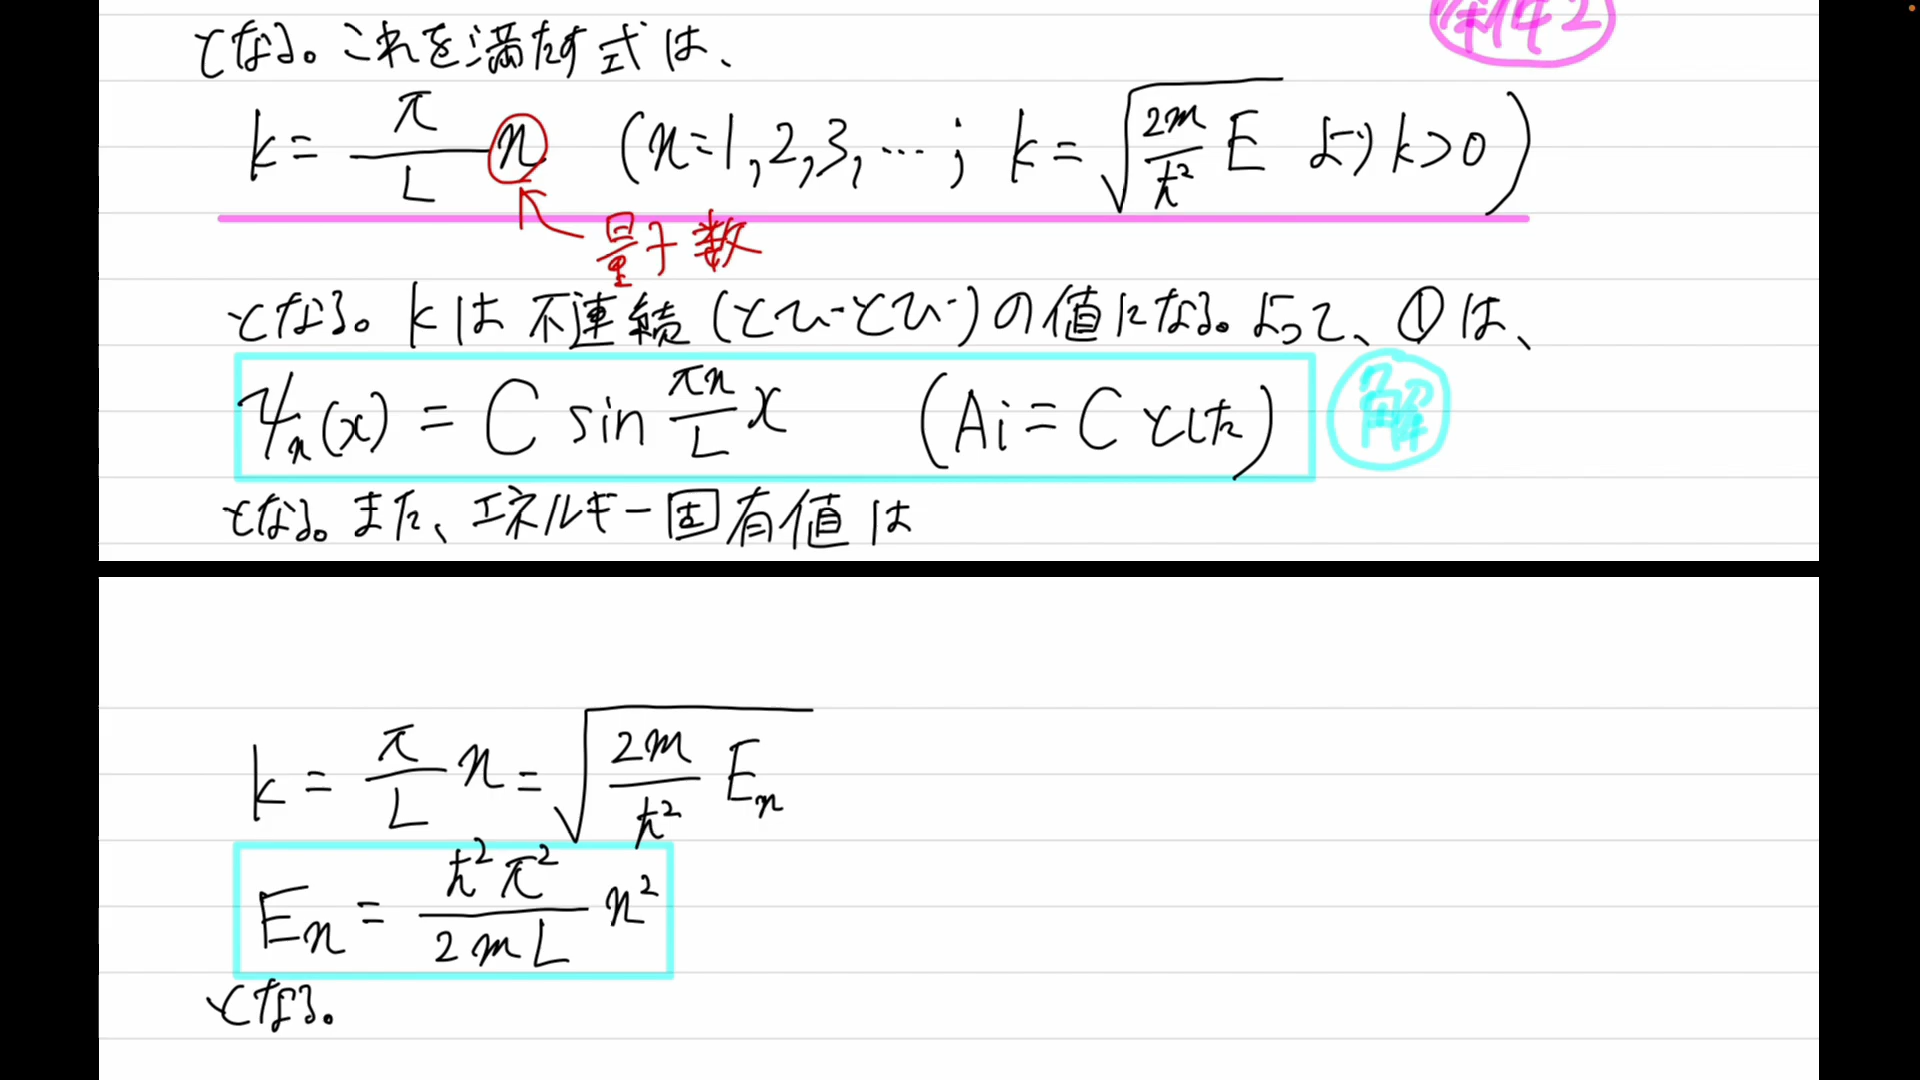 条件2
となる。これを満たす式は、
k = π/L n (n=1,2,3,…; k = √(2m/ħ² E) よりk>0)
量子数
となる。kは不連続(とびとび)の値になる。よって、①は、
ψn(x) = C sin πn/L x (Ai = C とした) 解
となる。また、エネルギー固有値は
k = π/L n = √(2m/ħ² En)
En = ħ²π²/2mL n²
となる。